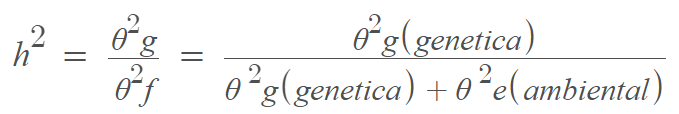 h² = θ²g / θ²f = θ²g(genetica) / θ²g(genetica) + θ²e(ambiental)